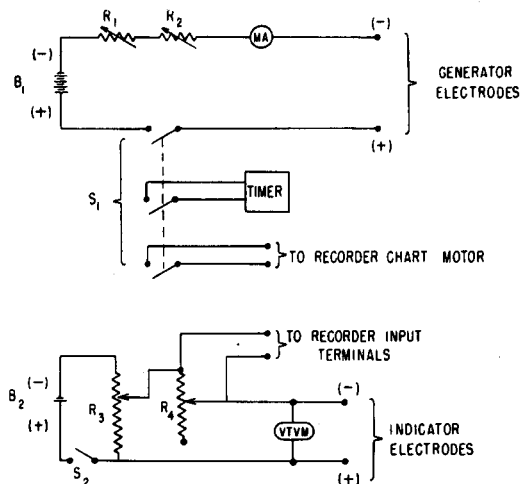 R1
R2
MA
(-)
(-)
B1
(+)
GENERATOR
ELECTRODES
(+)
S1
TIMER
TO RECORDER CHART MOTOR
TO RECORDER INPUT
TERMINALS
(-)
B2
(+)
R3
R4
(-)
VTVM
INDICATOR
ELECTRODES
S2
(+)